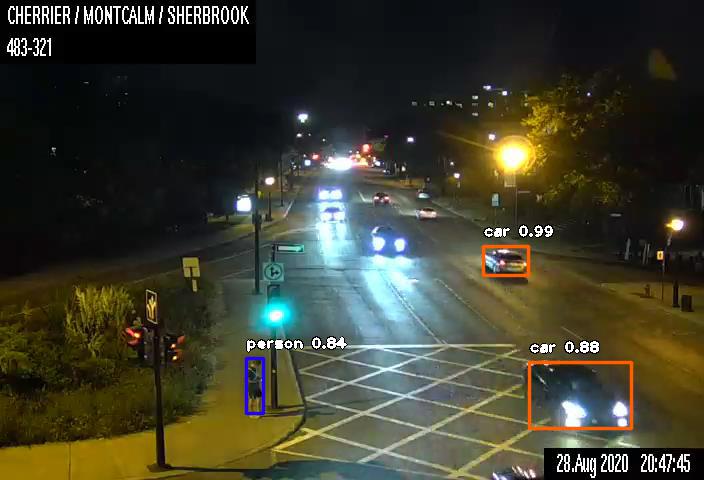 CHERRIER / MONTCALM / SHERBROOK
483-321
car 0.99
person 0.84
car 0.88
28.Aug 2020 20:47:45